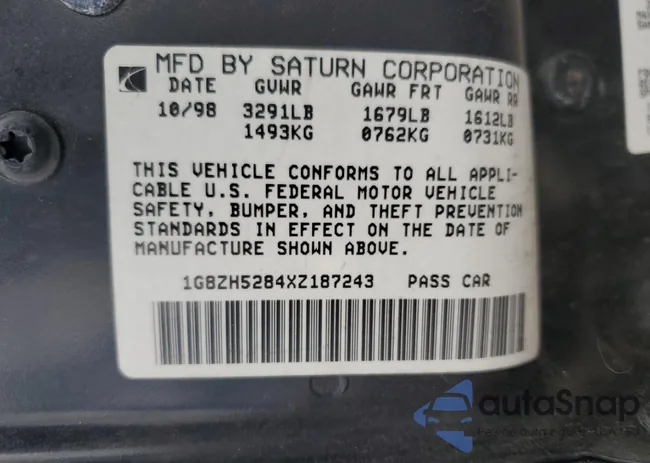 MFD BY SATURN CORPORATION
DATE GVWR GAWR FRT GAWR RR
10/98 3291LB 1679LB 1612LB
1493KG 0762KG 0731KG
THIS VEHICLE CONFORMS TO ALL APPLI-
CABLE U.S. FEDERAL MOTOR VEHICLE
SAFETY, BUMPER, AND THEFT PREVENTION
STANDARDS IN EFFECT ON THE DATE OF
MANUFACTURE SHOWN ABOVE.
1G8ZH5284XZ187243 PASS CAR
autoSnap